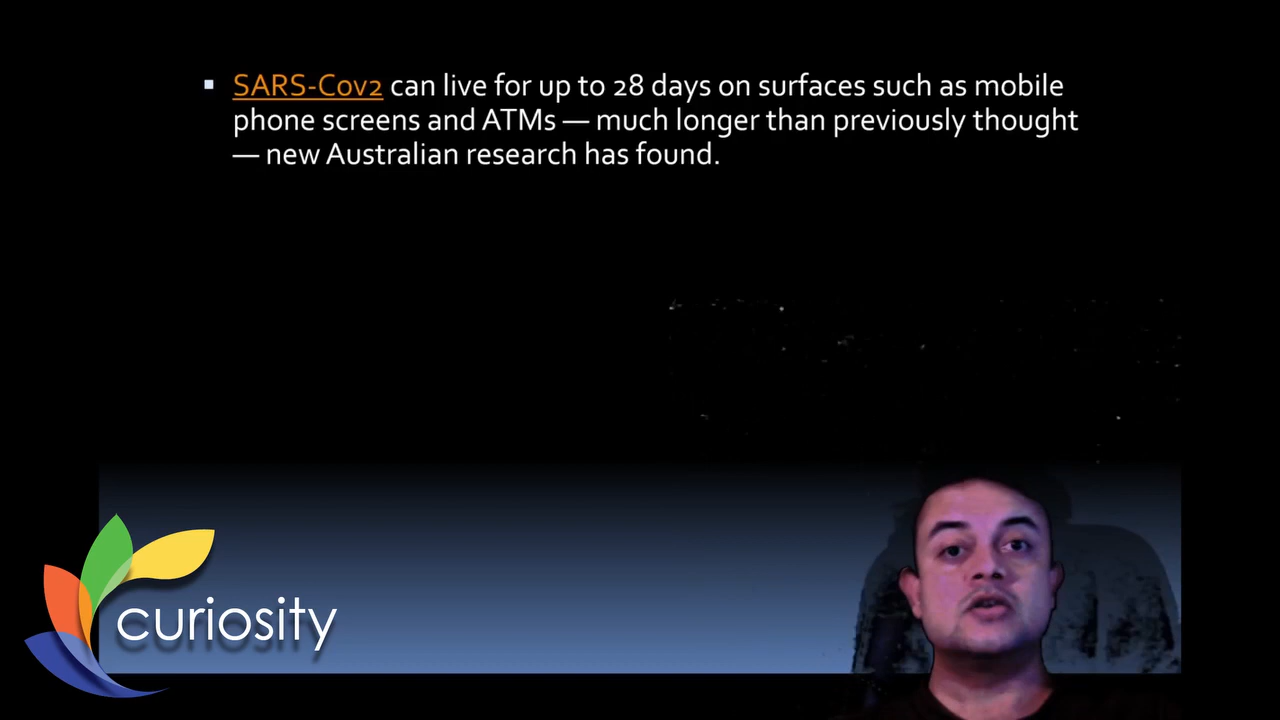 SARS-Cov2 can live for up to 28 days on surfaces such as mobile
phone screens and ATMs — much longer than previously thought
— new Australian research has found.
curiosity